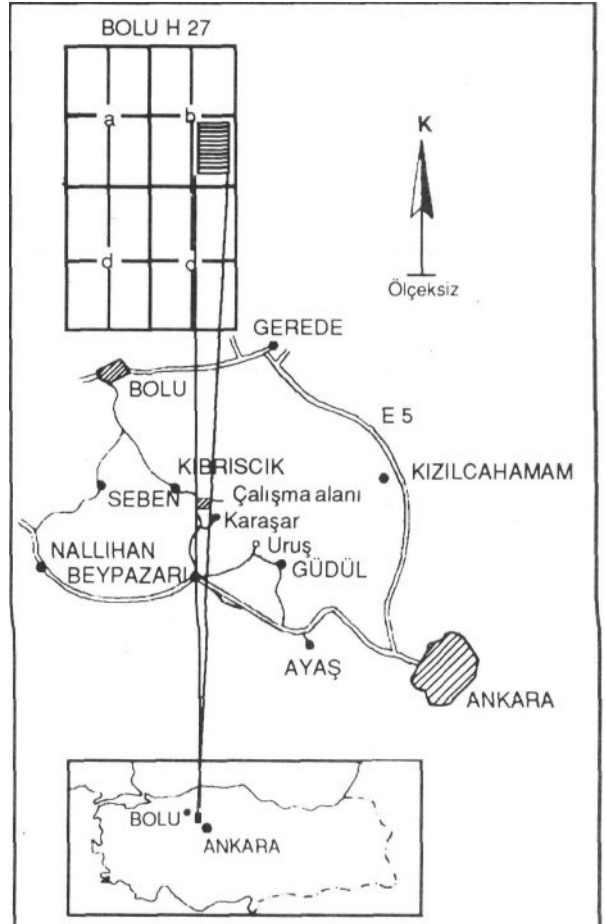 BOLU H 27
a
b
K
d
c
Ölçeksiz
GEREDE
BOLU
E 5
KIBRISCIK
KIZILCAHAMAM
SEBEN
Çalışma alanı
Karaşar
Uruş
NALLIHAN
BEYPAZARI
GÜDÜL
AYAŞ
ANKARA
BOLU
ANKARA